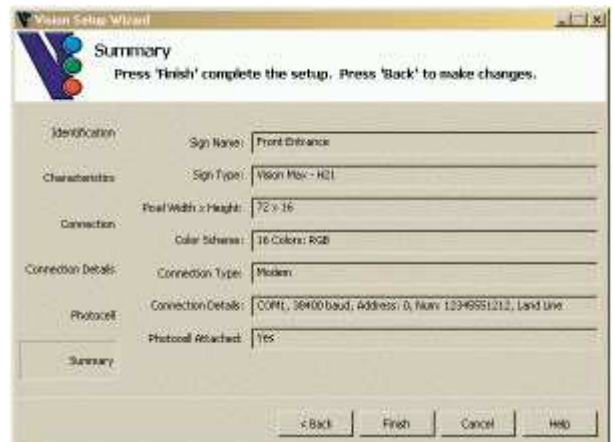 Vision Setup Wizard
Summary
Press 'Finish' complete the setup. Press 'Back' to make changes.
Identification
Characteristics
Connection
Connection Details
Photocell
Summary
Sign Name: Front Entrance
Sign Type: Vision Max - H21
Pixel Width x Height: 72 x 16
Color Scheme: 16 Colors: RGB
Connection Type: Modem
Connection Details: COM1, 38400 baud, Address: 0, Num: 12345551212, Land Line
Photocell Attached: Yes
< Back
Finish
Cancel
Help